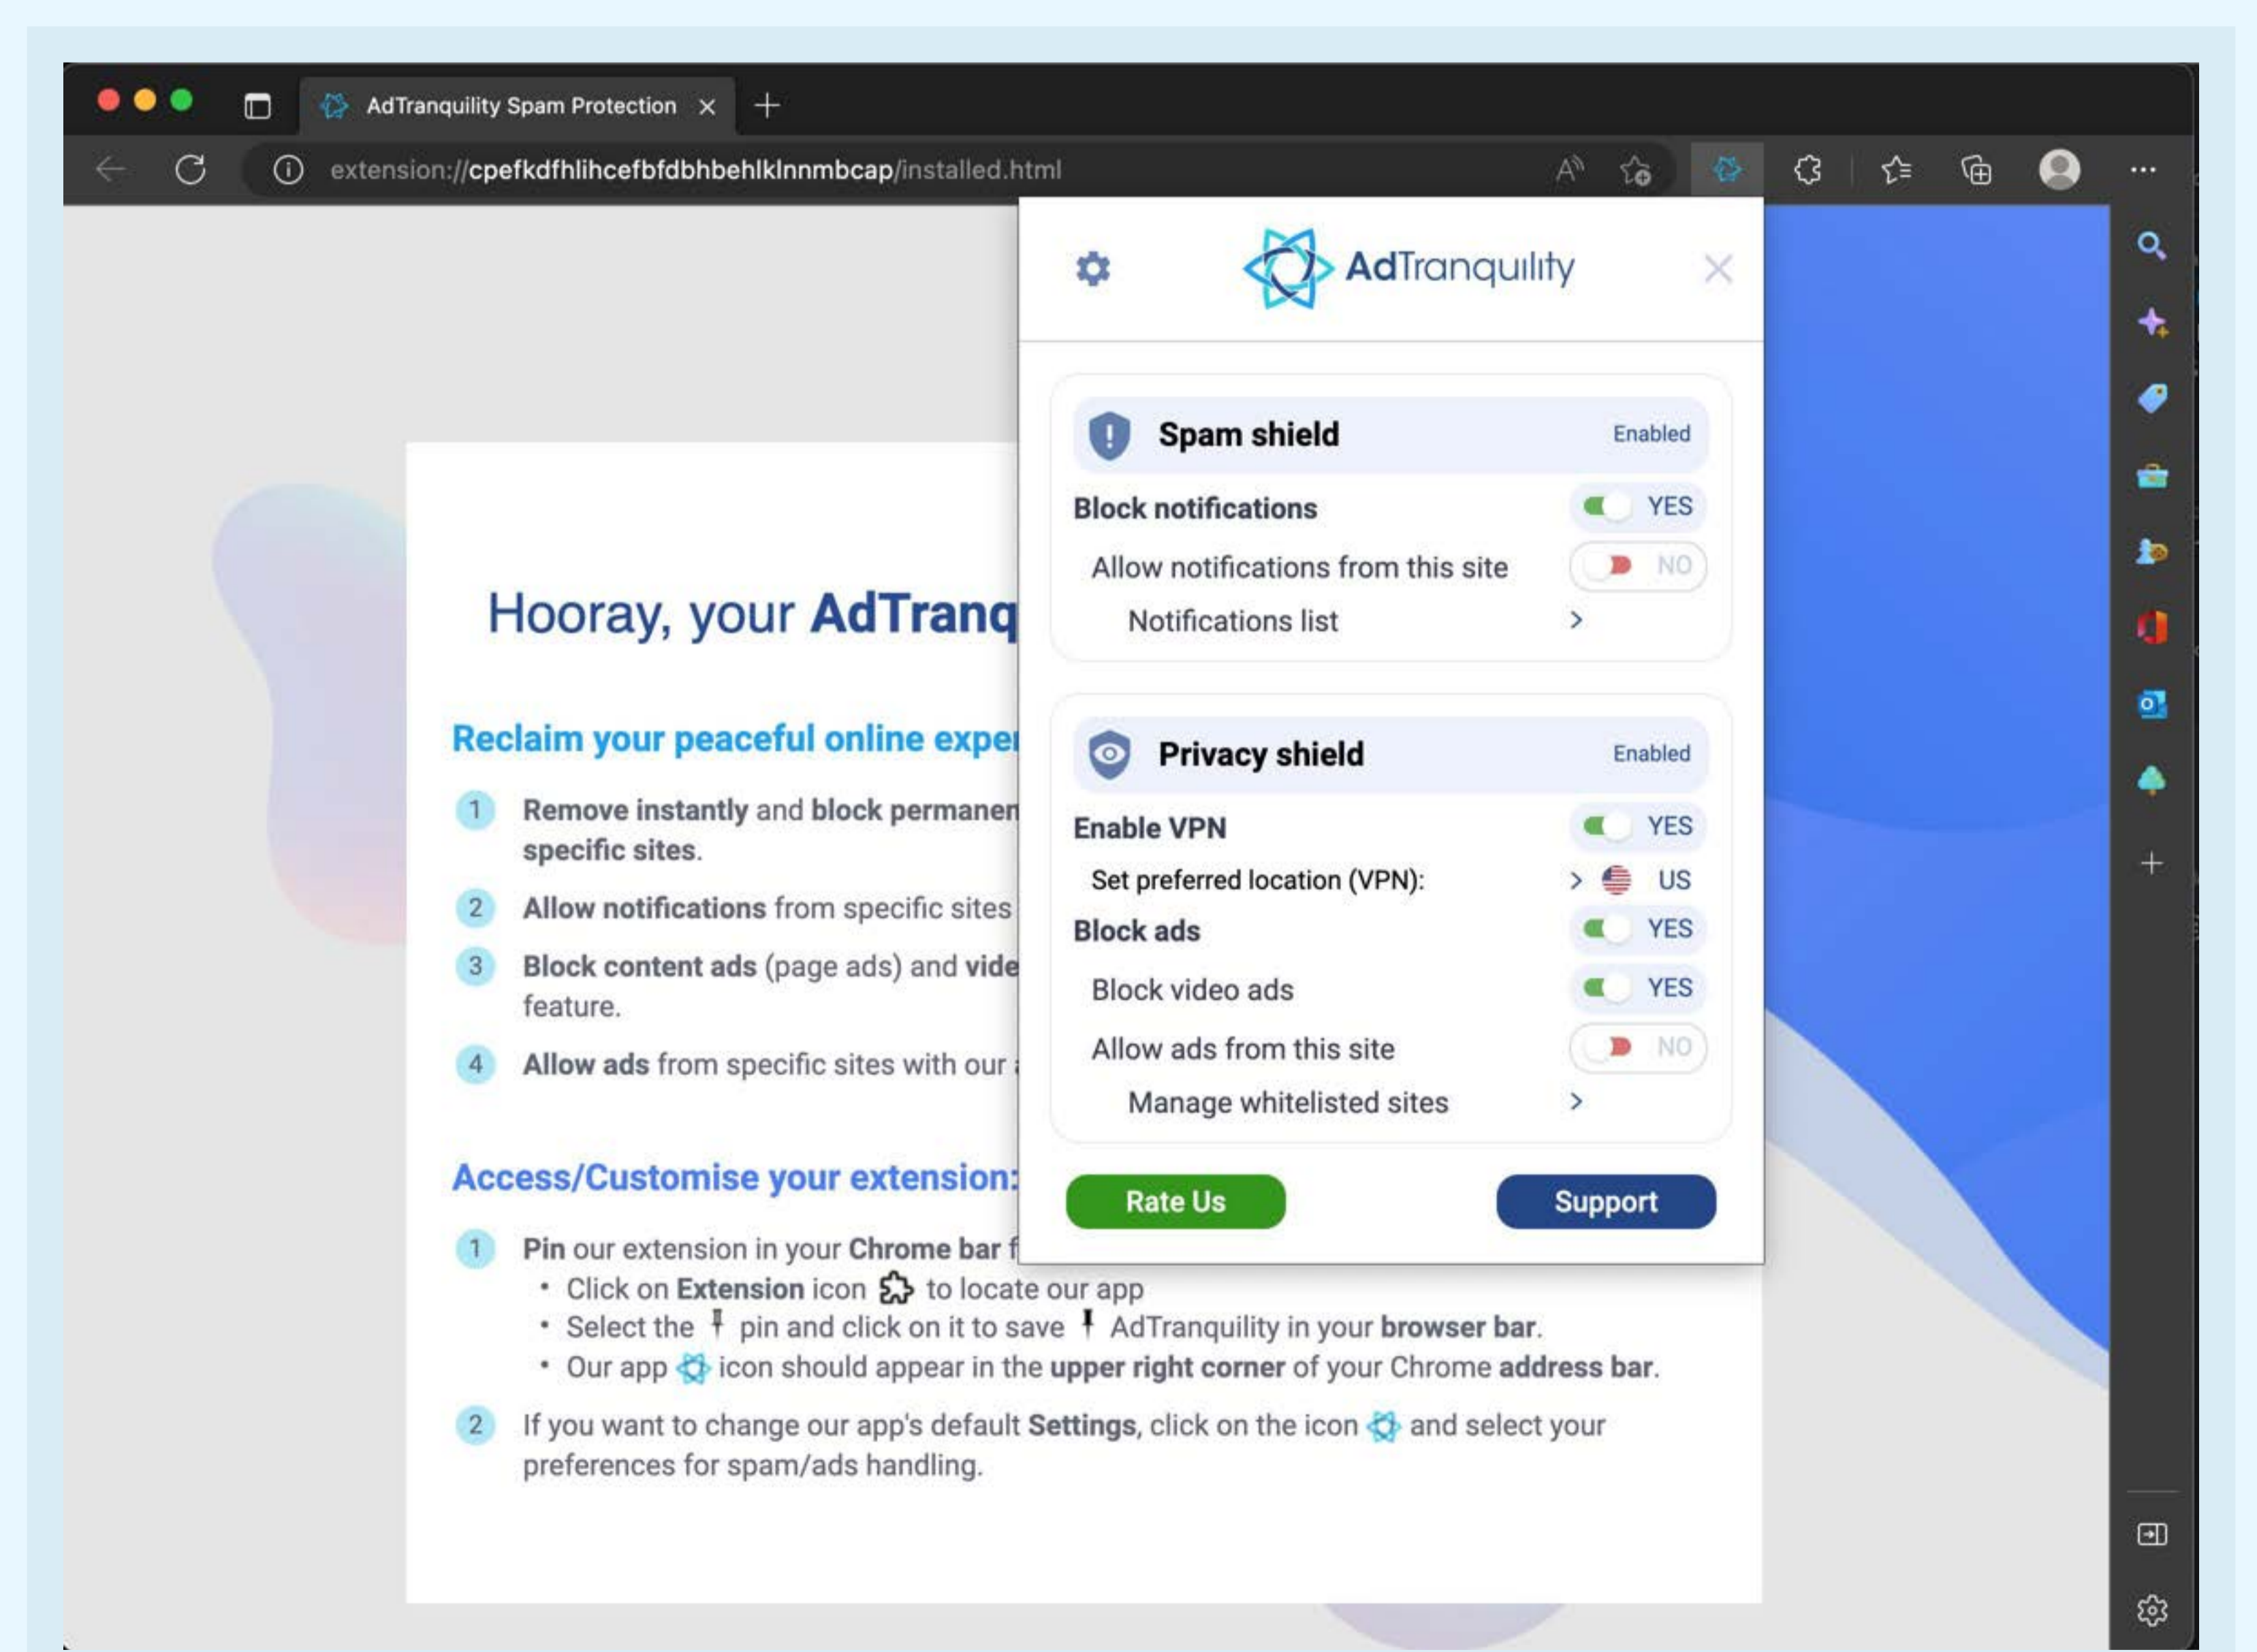 AdTranquility Spam Protection
extension://cpefkdfhlihcefbfdbhbehlklnnmbcap/installed.html
AdTranquility
Spam shield Enabled
Block notifications YES
Allow notifications from this site NO
Notifications list
Privacy shield Enabled
Enable VPN YES
Set preferred location (VPN): US
Block ads YES
Block video ads YES
Allow ads from this site NO
Manage whitelisted sites
Rate Us Support
Hooray, your AdTranq
Reclaim your peaceful online exper
1 Remove instantly and block permanen
specific sites.
2 Allow notifications from specific sites
3 Block content ads (page ads) and vide
feature.
4 Allow ads from specific sites with our
Access/Customise your extension:
1 Pin our extension in your Chrome bar f
• Click on Extension icon to locate our app
• Select the pin and click on it to save AdTranquility in your browser bar.
• Our app icon should appear in the upper right corner of your Chrome address bar.
2 If you want to change our app's default Settings, click on the icon and select your
preferences for spam/ads handling.